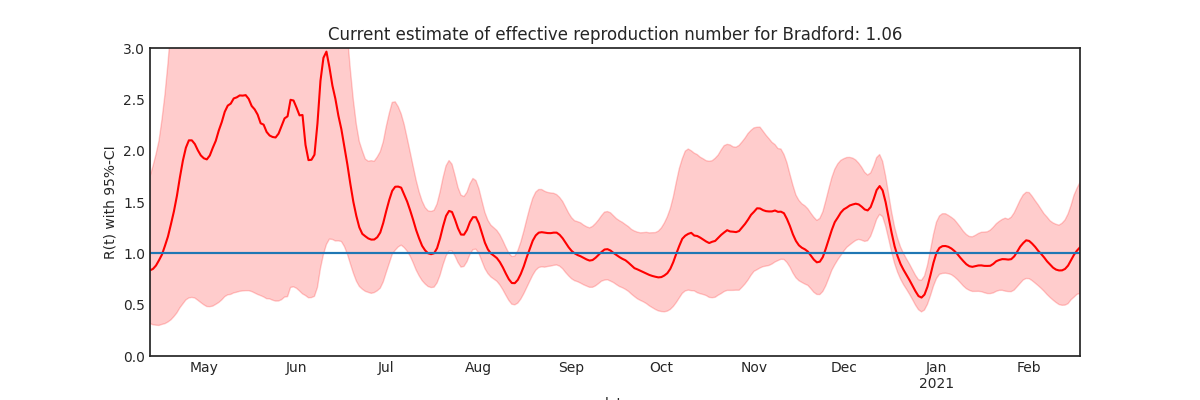 Current estimate of effective reproduction number for Bradford: 1.06
R(t) with 95%-CI
3.0
2.5
2.0
1.5
1.0
0.5
0.0
May Jun Jul Aug Sep Oct Nov Dec Jan Feb
2021